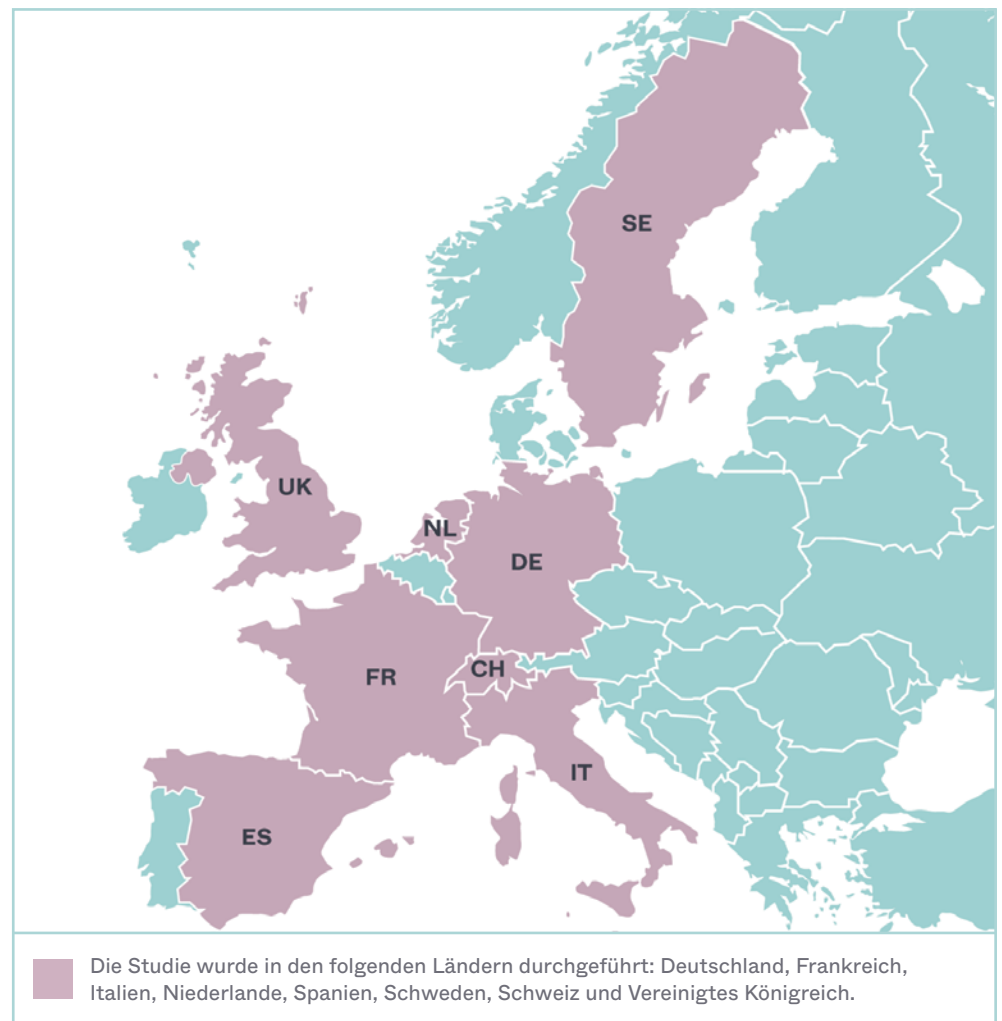 SE
UK
NL
DE
CH
FR
IT
ES
Die Studie wurde in den folgenden Ländern durchgeführt: Deutschland, Frankreich,
Italien, Niederlande, Spanien, Schweden, Schweiz und Vereinigtes Königreich.